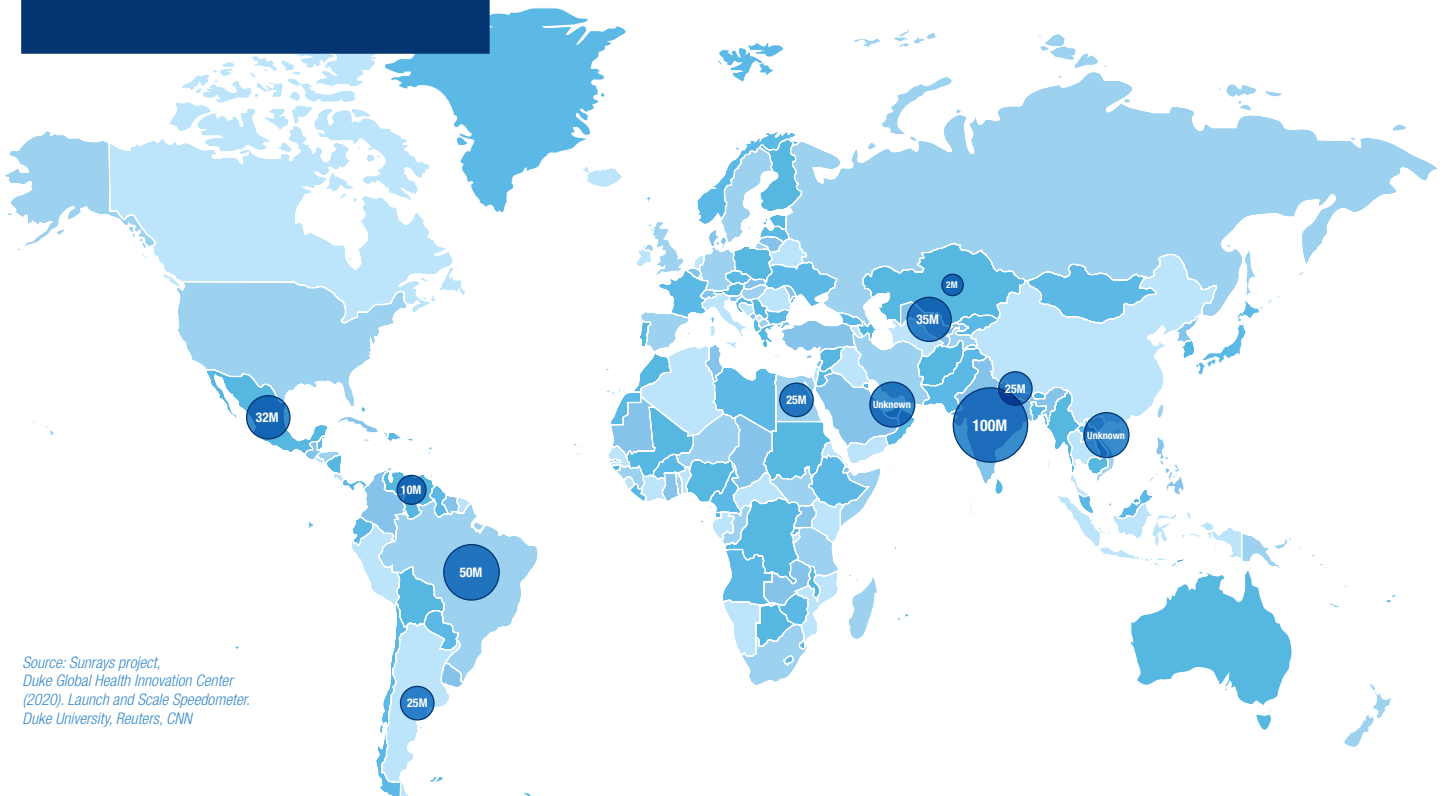 2M
35M
25M
25M
Unknown
32M
100M
Unknown
10M
50M
Source: Sunrays project,
Duke Global Health Innovation Center
(2020). Launch and Scale Speedometer.
Duke University, Reuters, CNN
25M